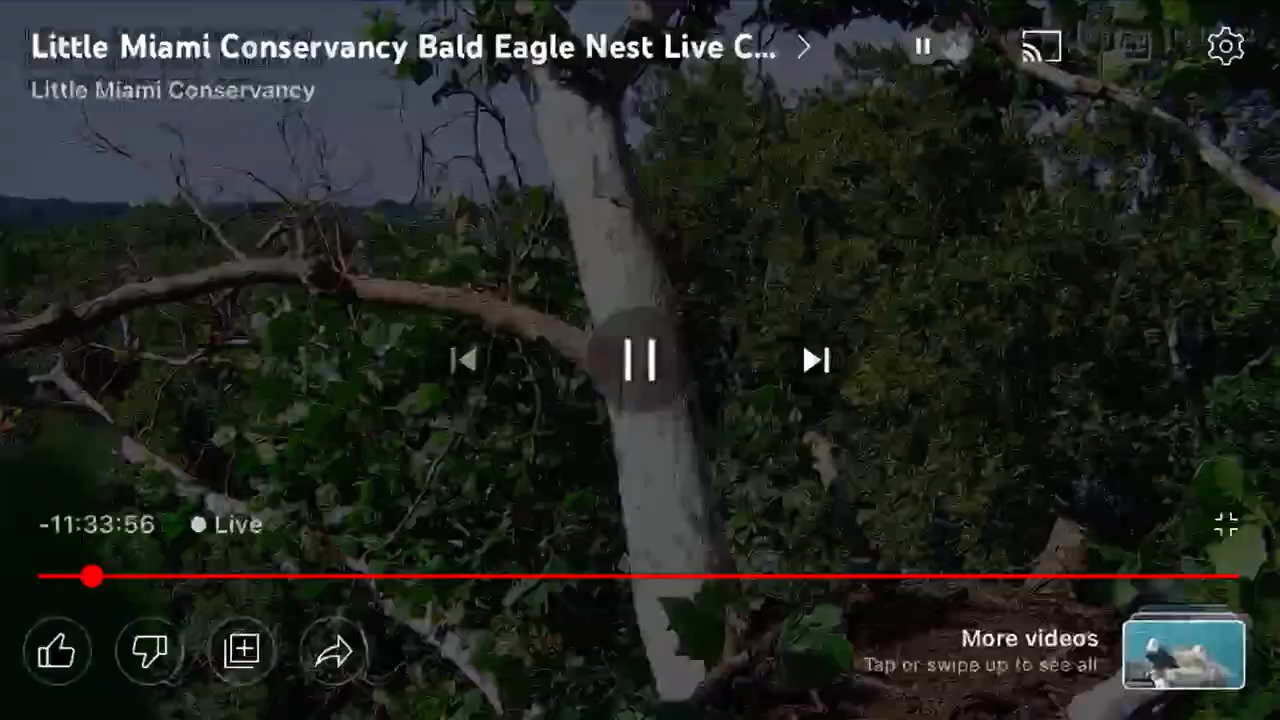 Little Miami Conservancy Bald Eagle Nest Live C...
Little Miami Conservancy
-11:33:56
Live
More videos
Tap or swipe up to see all